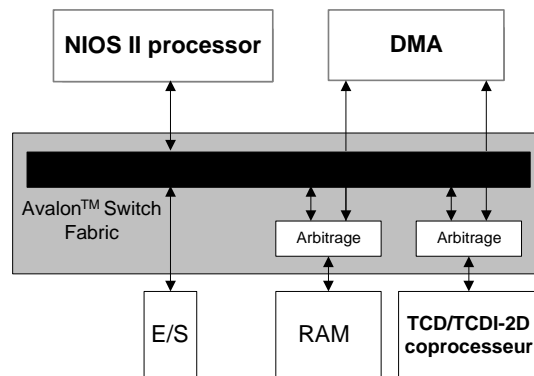 NIOS II processor
DMA
Avalon™ Switch
Fabric
Arbitrage
Arbitrage
E/S
RAM
TCD/TCDI-2D
coprocesseur